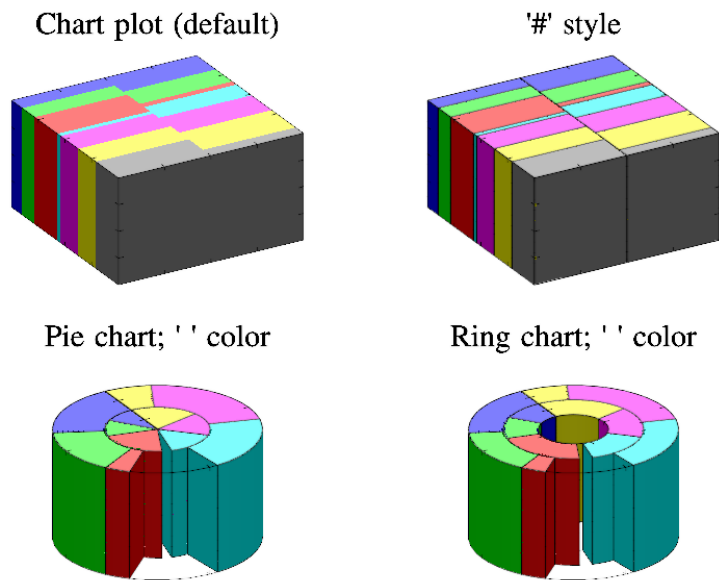 Chart plot (default)
'#' style
Pie chart; ' ' color
Ring chart; ' ' color